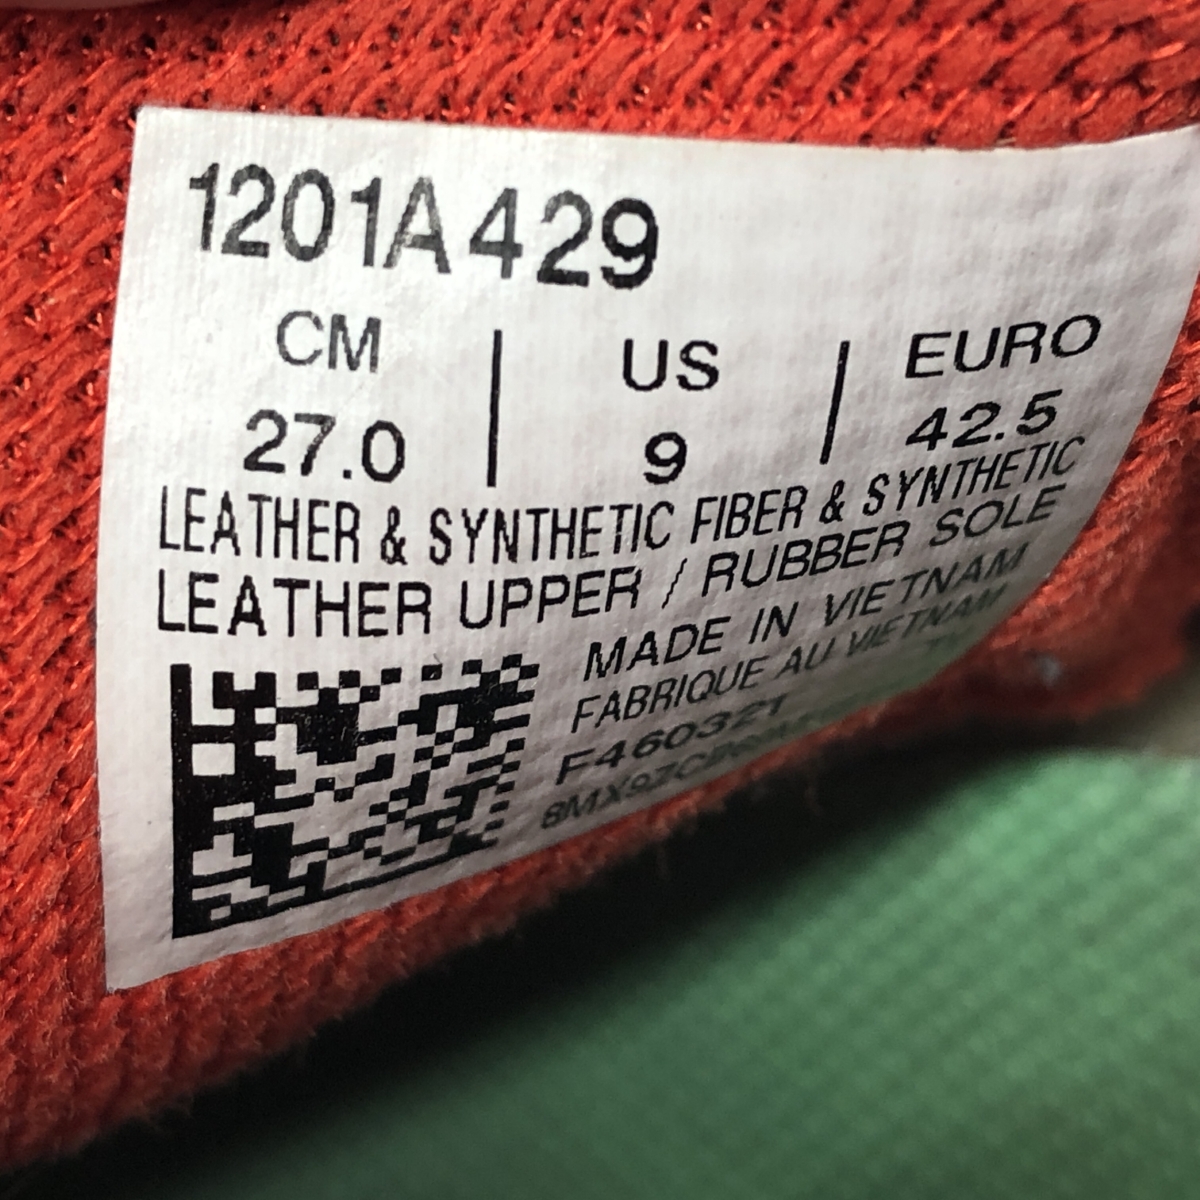 1201A429
CM | US | EURO
27.0 | 9 | 42.5
LEATHER & SYNTHETIC FIBER & SYNTHETIC
LEATHER UPPER / RUBBER SOLE
MADE IN VIETNAM
FABRIQUE AU VIETNAM
F460321